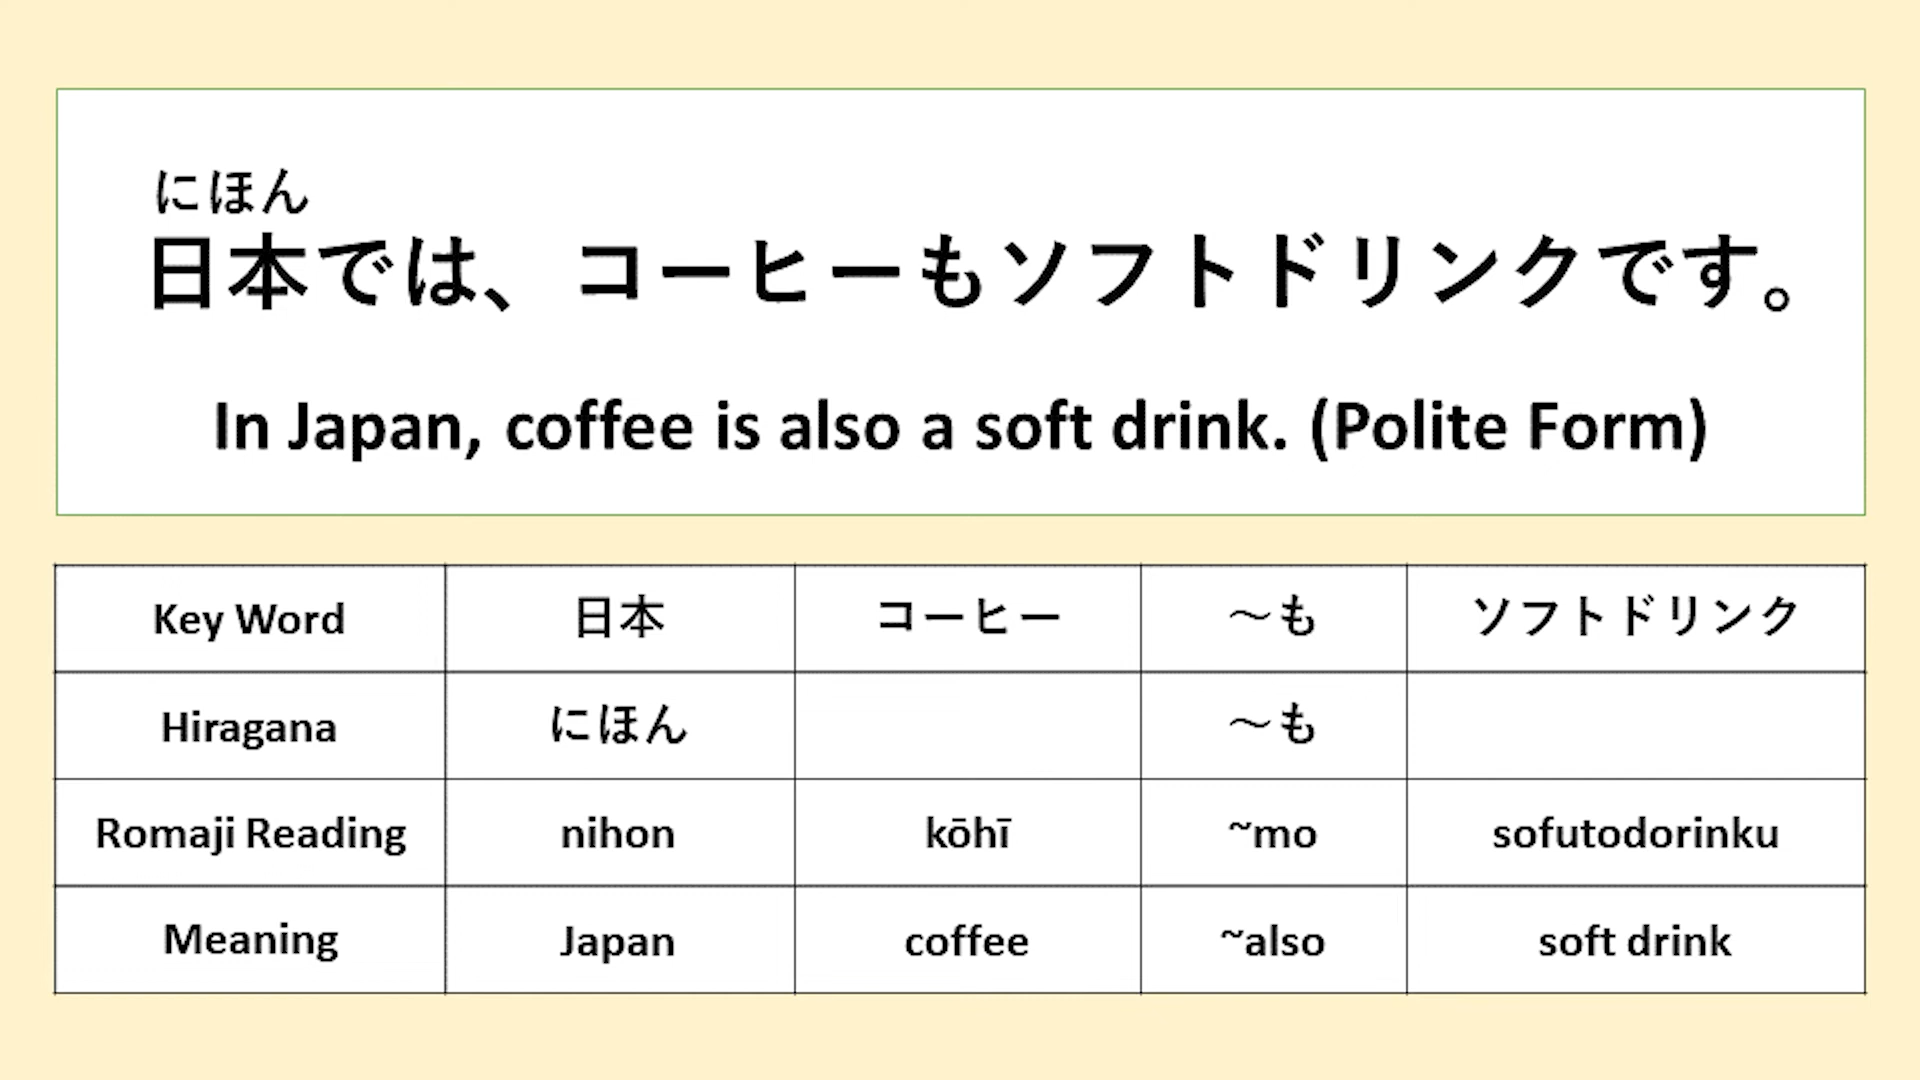 にほん
日本では、コーヒーもソフトドリンクです。
In Japan, coffee is also a soft drink. (Polite Form)
Key Word 日本 コーヒー ～も ソフトドリンク
Hiragana にほん ～も
Romaji Reading nihon kōhī ~mo sofutodorinku
Meaning Japan coffee ~also soft drink